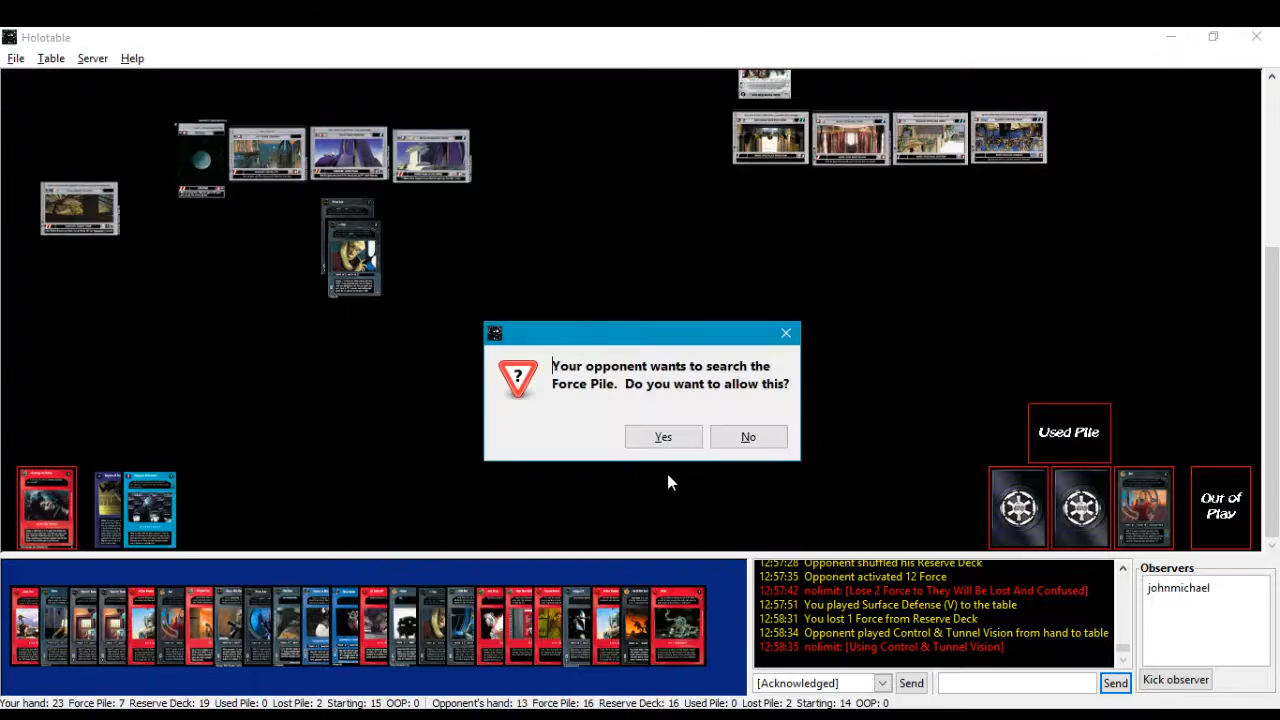 Holotable
File Table Server Help
Your opponent wants to search the
Force Pile. Do you want to allow this?
Yes No
Used Pile
Out of
Play
12:57:28 Opponent shuffled his Reserve Deck
12:57:35 Opponent activated 12 Force
12:57:42 nolimit: [Lose 2 Force to They Will Be Lost And Confused]
12:57:51 You played Surface Defense (V) to the table
12:58:31 You lost 1 Force from Reserve Deck
12:58:34 Opponent played Control & Tunnel Vision from hand to table
12:58:35 nolimit: [Using Control & Tunnel Vision]
Observers
johnmichael
[Acknowledged] Send Send Kick observer
Your hand: 23 Force Pile: 7 Reserve Deck: 19 Used Pile: 0 Lost Pile: 2 Starting: 15 OOP: 0 Opponent's hand: 13 Force Pile: 16 Reserve Deck: 16 Used Pile: 0 Lost Pile: 2 Starting: 14 OOP: 0